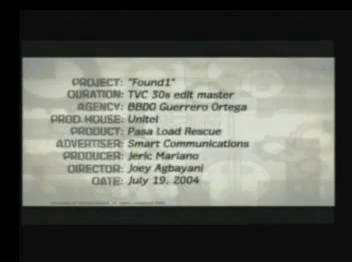 PROJECT: "Found1"
DURATION: TVC 30s edit master
AGENCY: BBDO Guerrero Ortega
PROD. HOUSE: Unitel
PRODUCT: Pasa Load Rescue
ADVERTISER: Smart Communications
PRODUCER: Jeric Mariano
DIRECTOR: Joey Agbayani
DATE: July 19, 2004